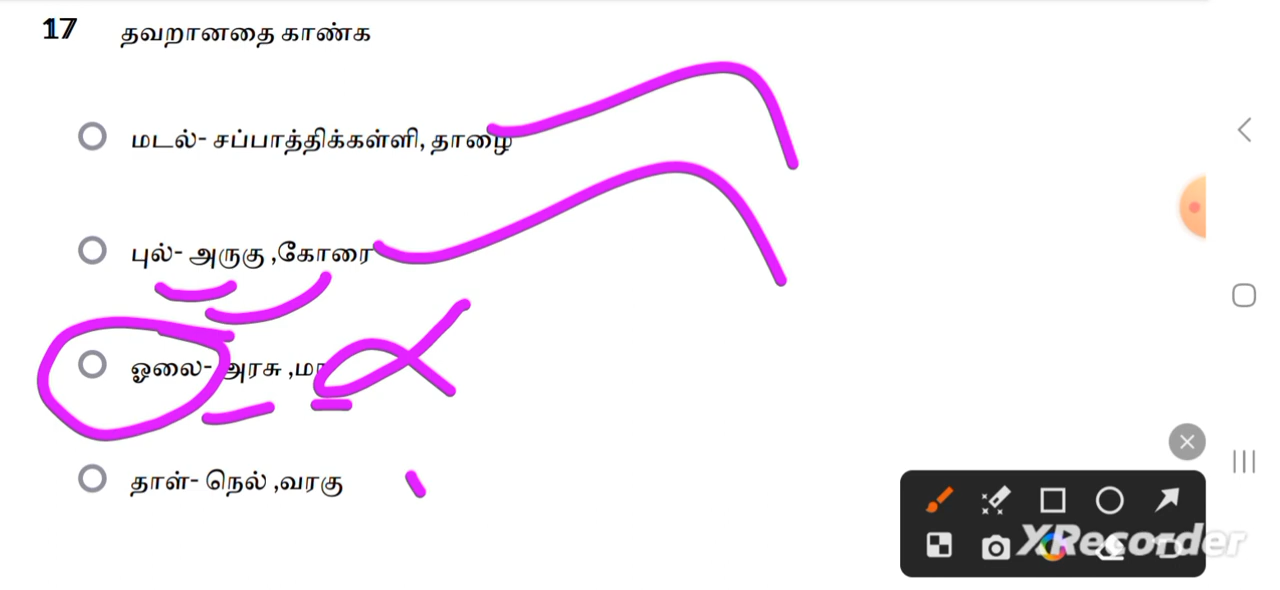 17 தவறானதை காண்க
மடல்- சப்பாத்திக்கள்ளி, தாழை
புல்- அருகு ,கோரை
ஓலை- அரசு ,
தாள்- நெல் ,வரகு
XRecorder